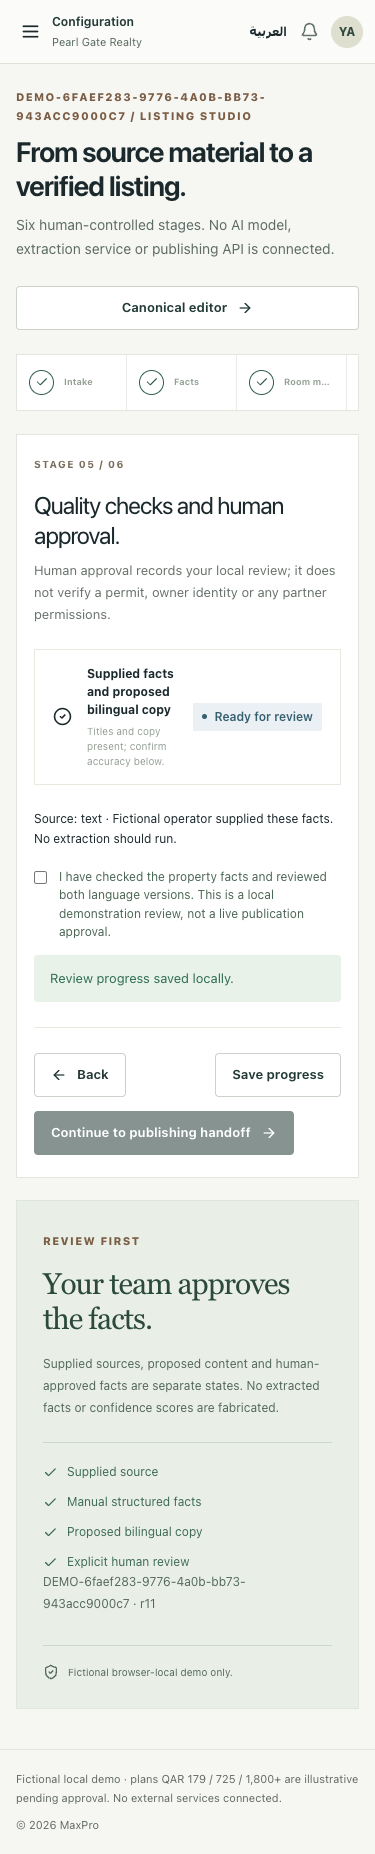 Configuration
Pearl Gate Realty
العربية
YA
DEMO-6FAEF283-9776-4A0B-BB73-
943ACC9000C7 / LISTING STUDIO
From source material to a
verified listing.
Six human-controlled stages. No AI model,
extraction service or publishing API is connected.
Canonical editor
Intake
Facts
Room m...
STAGE 05 / 06
Quality checks and human
approval.
Human approval records your local review; it does
not verify a permit, owner identity or any partner
permissions.
Supplied facts
and proposed
bilingual copy
Titles and copy
present; confirm
accuracy below.
Ready for review
Source: text · Fictional operator supplied these facts.
No extraction should run.
I have checked the property facts and reviewed
both language versions. This is a local
demonstration review, not a live publication
approval.
Review progress saved locally.
Back
Save progress
Continue to publishing handoff
REVIEW FIRST
Your team approves
the facts.
Supplied sources, proposed content and human-
approved facts are separate states. No extracted
facts or confidence scores are fabricated.
Supplied source
Manual structured facts
Proposed bilingual copy
Explicit human review
DEMO-6faef283-9776-4a0b-bb73-
943acc9000c7 · r11
Fictional browser-local demo only.
Fictional local demo · plans QAR 179 / 725 / 1,800+ are illustrative
pending approval. No external services connected.
© 2026 MaxPro